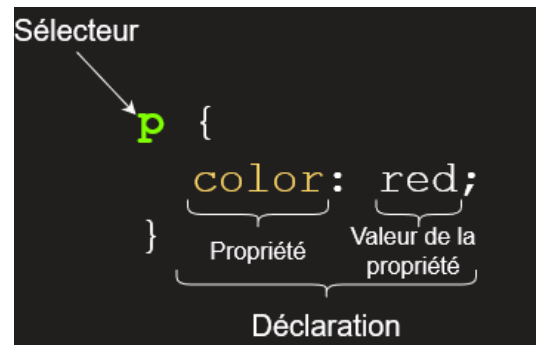 Sélecteur
p {
color: red;
}
Propriété
Valeur de la
propriété
Déclaration